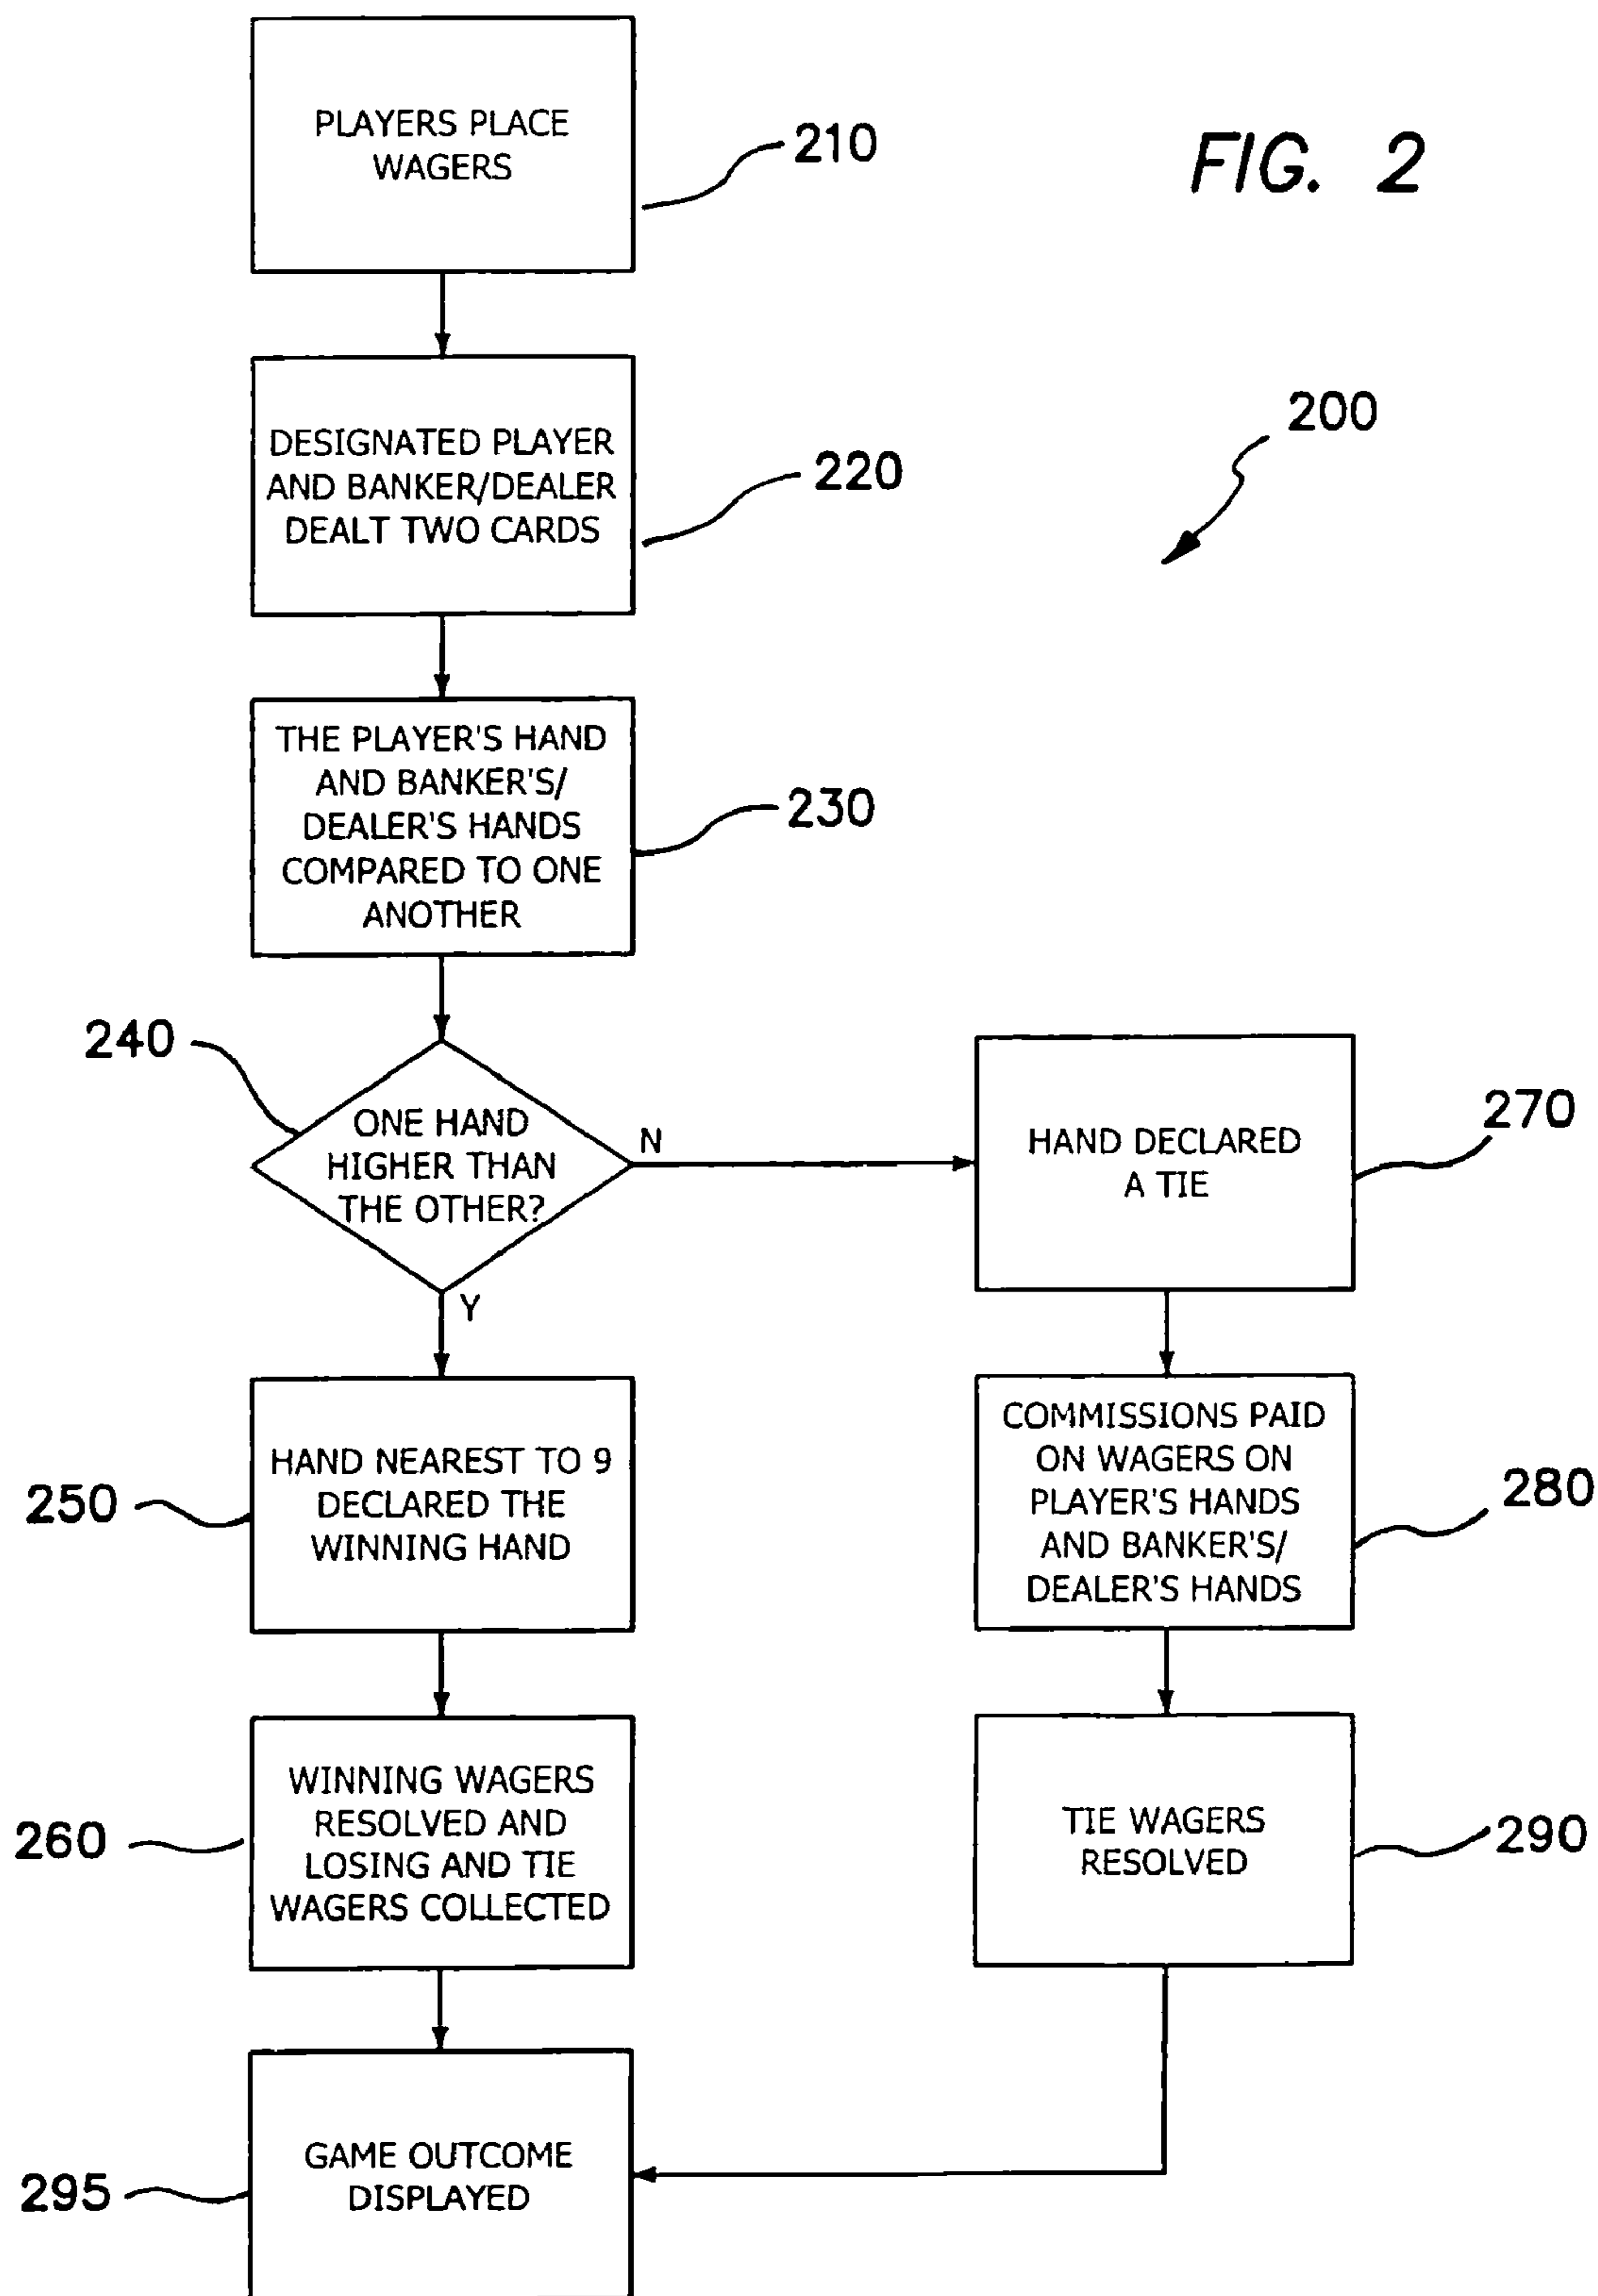 PLAYERS PLACE
WAGERS
210
FIG. 2
200
DESIGNATED PLAYER
AND BANKER/DEALER
DEALT TWO CARDS
220
THE PLAYER'S HAND
AND BANKER'S/
DEALER'S HANDS
COMPARED TO ONE
ANOTHER
230
240
ONE HAND
HIGHER THAN
THE OTHER?
N
Y
HAND DECLARED
A TIE
270
HAND NEAREST TO 9
DECLARED THE
WINNING HAND
250
COMMISSIONS PAID
ON WAGERS ON
PLAYER'S HANDS
AND BANKER'S/
DEALER'S HANDS
280
WINNING WAGERS
RESOLVED AND
LOSING AND TIE
WAGERS COLLECTED
260
TIE WAGERS
RESOLVED
290
GAME OUTCOME
DISPLAYED
295